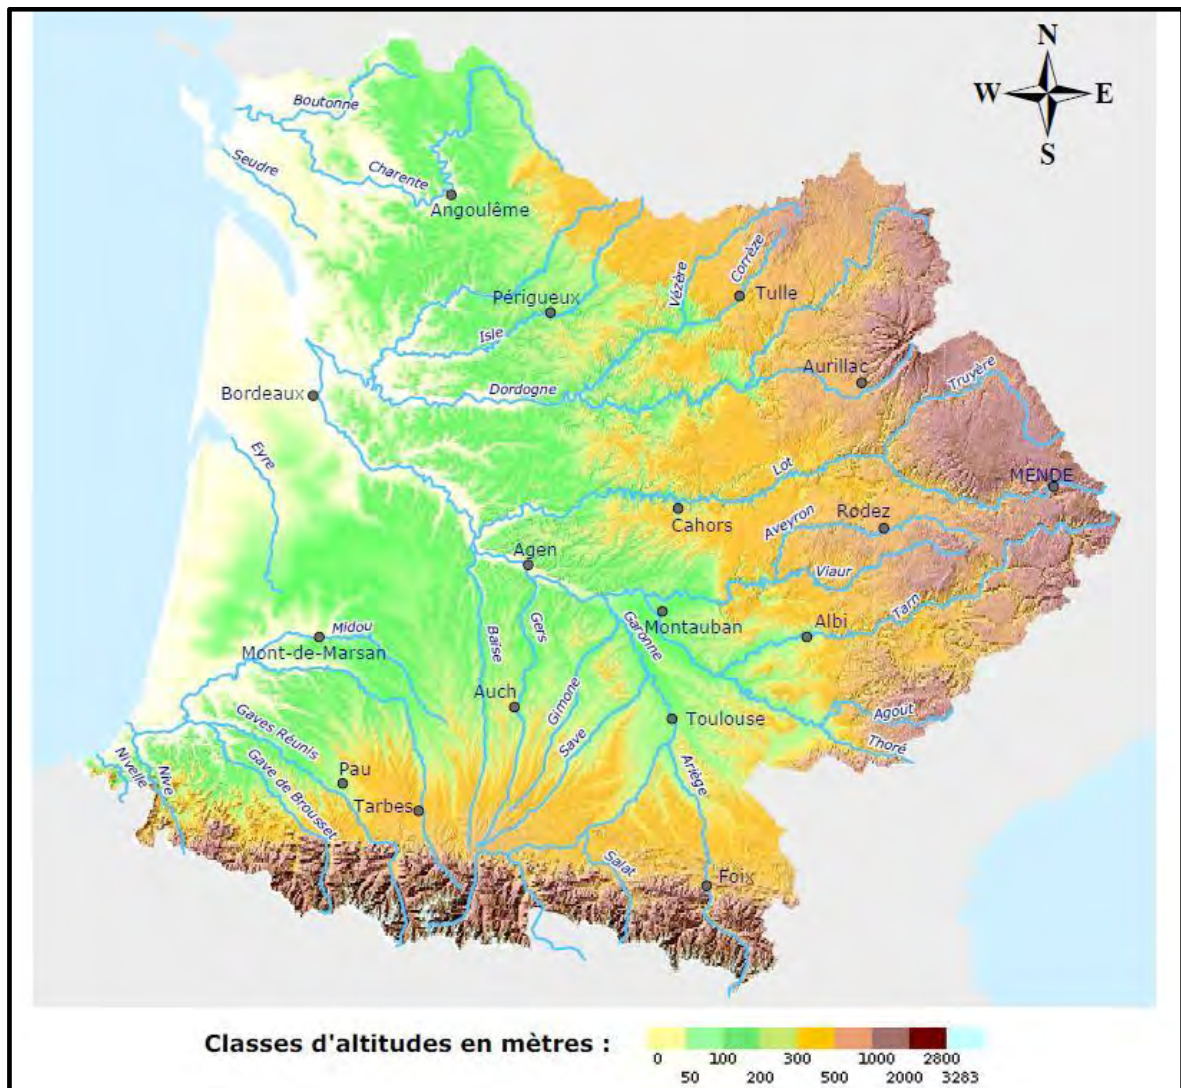 N
W E
S
Boutonne
Seudre
Charente
Angoulême
Vézère
Corrèze
Tulle
Périgueux
Isle
Aurillac
Truyère
Dordogne
Bordeaux
Eyre
Lot
MENDE
Cahors
Aveyron
Rodez
Agen
Viaur
Gers
Montauban
Albi
Tarn
Garonne
Midou
Mont-de-Marsan
Baïse
Auch
Gimone
Save
Toulouse
Agout
Thoré
Gaves Réunis
Gave de Brousset
Nivelle
Nive
Pau
Tarbes
Ariège
Salat
Foix
Classes d'altitudes en mètres :
0 100 300 1000 2800
50 200 500 2000 3283